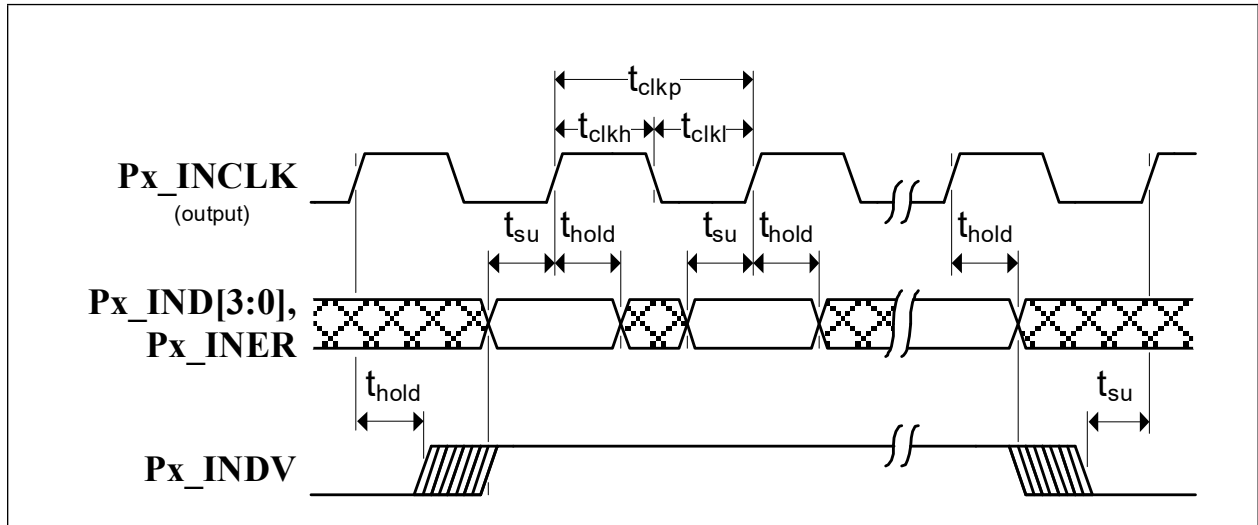 tclkp
tclkh tclkl
Px_INCLK
(output)
tsu thold tsu thold thold
Px_IND[3:0],
Px_INER
thold tsu
Px_INDV